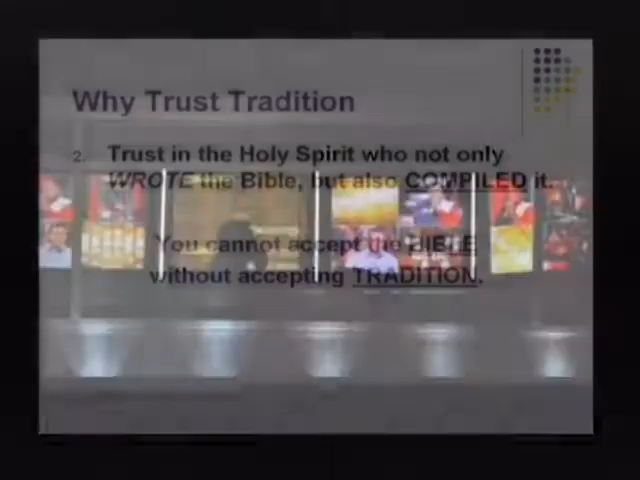 Why Trust Tradition
2. Trust in the Holy Spirit who not only
WROTE the Bible, but also COMPILED it.
You cannot accept the BIBLE
without accepting TRADITION.